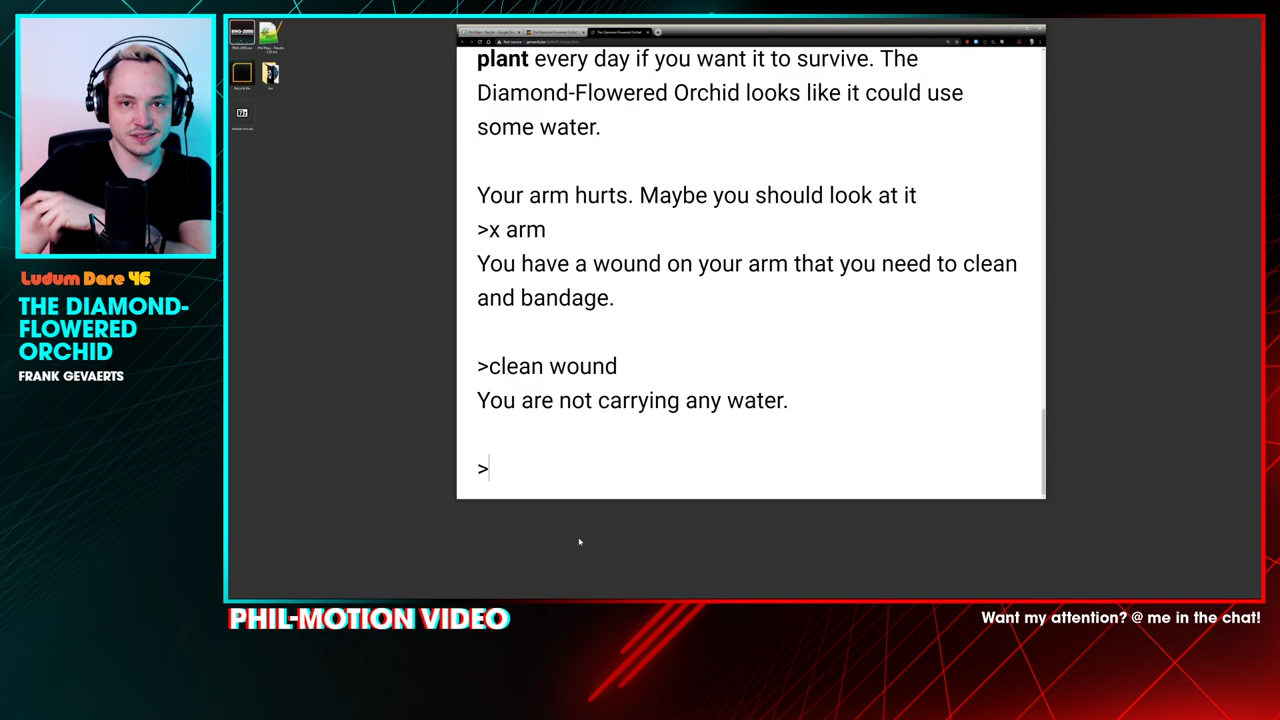 Ludum Dare 46
THE DIAMOND-
FLOWERED
ORCHID
FRANK GEVAERTS
plant every day if you want it to survive. The
Diamond-Flowered Orchid looks like it could use
some water.
Your arm hurts. Maybe you should look at it
>x arm
You have a wound on your arm that you need to clean
and bandage.
>clean wound
You are not carrying any water.
>
PHIL-MOTION VIDEO
Want my attention? @ me in the chat!